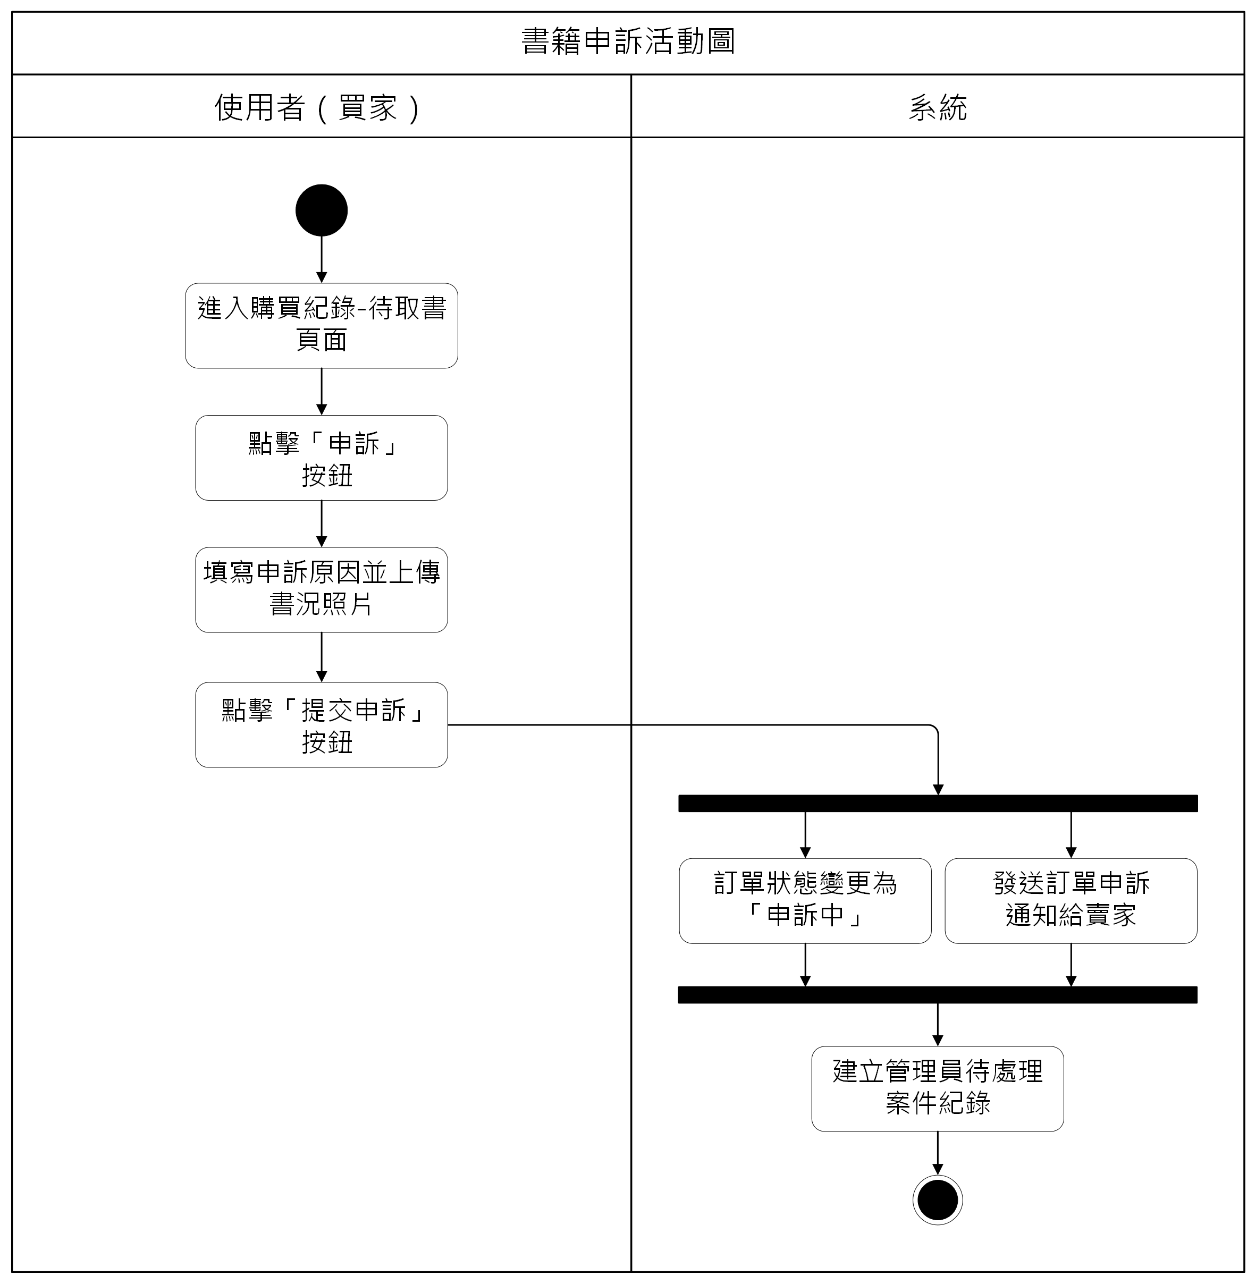 書籍申訴活動圖
使用者（買家）
系統
進入購買紀錄-待取書
頁面
點擊「申訴」
按鈕
填寫申訴原因並上傳
書況照片
點擊「提交申訴」
按鈕
訂單狀態變更為
「申訴中」
發送訂單申訴
通知給賣家
建立管理員待處理
案件紀錄